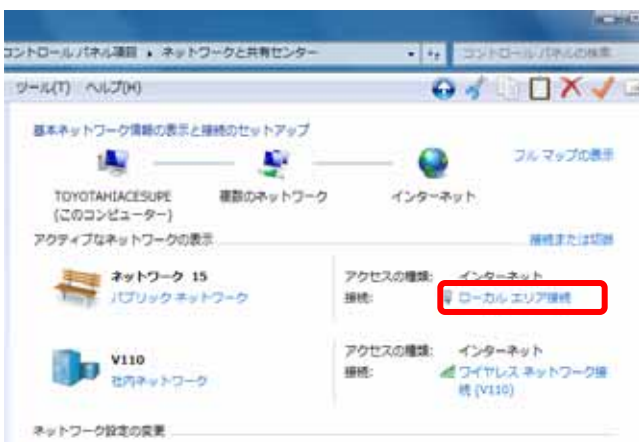 コントロール パネル項目 ▸ ネットワークと共有センター
コントロール パネルの検索
ツール(T) ヘルプ(H)
基本ネットワーク情報の表示と接続のセットアップ
フル マップの表示
TOYOTAHIACESUPE
(このコンピューター)
複数のネットワーク
インターネット
アクティブなネットワークの表示
接続または切断
ネットワーク 15
パブリック ネットワーク
アクセスの種類: インターネット
接続: ローカル エリア接続
V110
社内ネットワーク
アクセスの種類: インターネット
接続: ワイヤレス ネットワーク接
続 (V110)
ネットワーク設定の変更